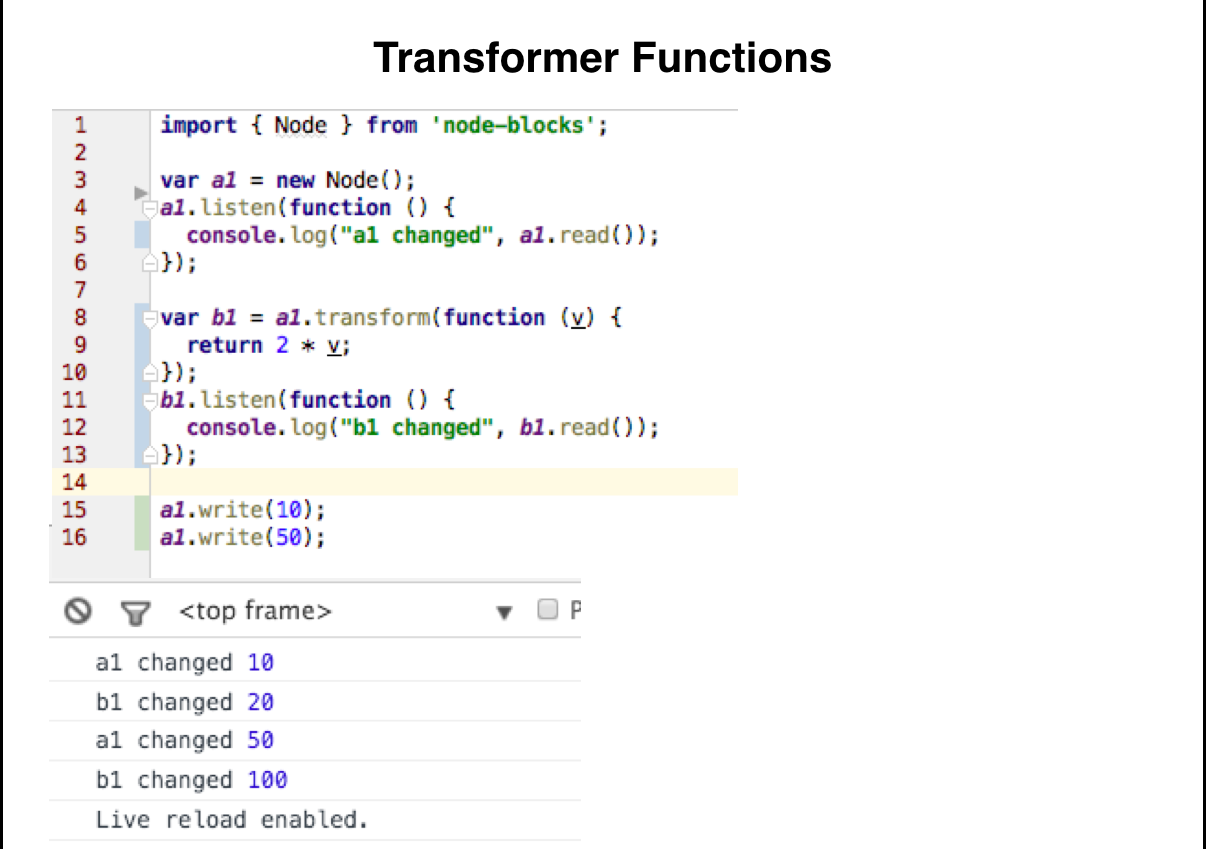 Transformer Functions
1 import { Node } from 'node-blocks';
2
3 var a1 = new Node();
4 a1.listen(function () {
5   console.log("a1 changed", a1.read());
6 });
7
8 var b1 = a1.transform(function (v) {
9   return 2 * v;
10 });
11 b1.listen(function () {
12   console.log("b1 changed", b1.read());
13 });
14
15 a1.write(10);
16 a1.write(50);
<top frame> ▼ P
a1 changed 10
b1 changed 20
a1 changed 50
b1 changed 100
Live reload enabled.